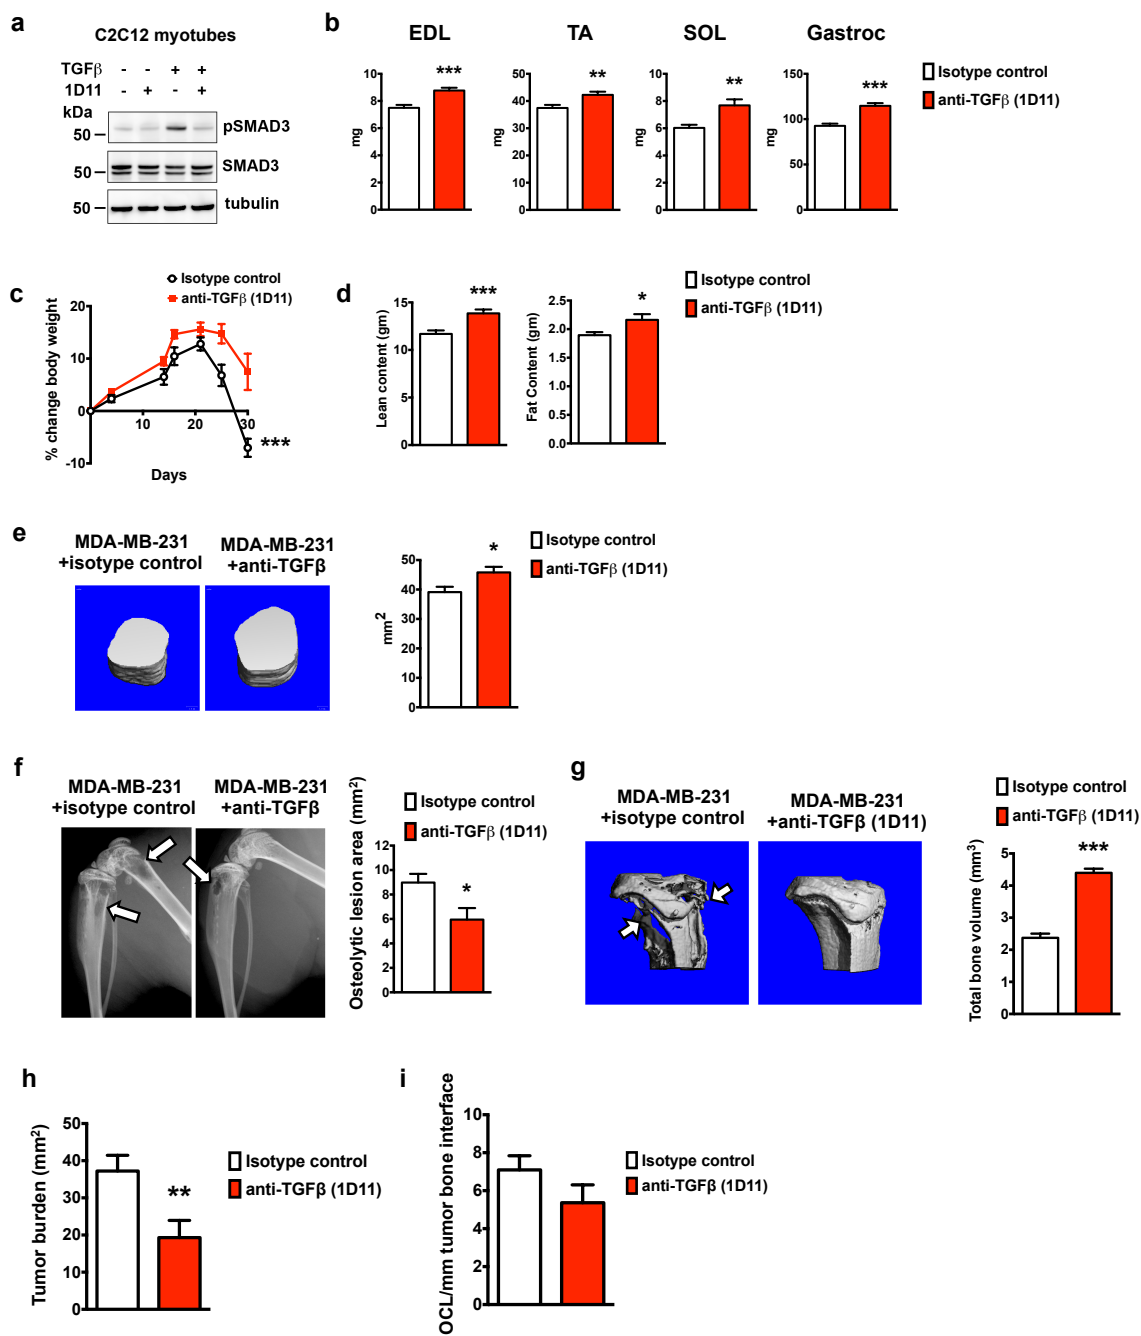 a
C2C12 myotubes
TGFβ - - + +
1D11 - + - +
kDa
50
pSMAD3
50
SMAD3
50
tubulin
b
EDL
TA
SOL
Gastroc
Isotype control
anti-TGFβ (1D11)
mg
10
8
6
4
2
0
***
mg
50
40
30
20
10
0
**
mg
10
8
6
4
2
0
**
mg
150
100
50
0
***
c
Isotype control
anti-TGFβ (1D11)
% change body weight
20
10
0
-10
10
20
30
***
Days
d
Isotype control
anti-TGFβ (1D11)
Lean content (gm)
15
10
5
0
***
Fat Content (gm)
2.5
2.0
1.5
1.0
0.5
0.0
*
e
MDA-MB-231
+isotype control
MDA-MB-231
+anti-TGFβ
Isotype control
anti-TGFβ (1D11)
mm2
50
40
30
20
10
0
*
f
MDA-MB-231
+isotype control
MDA-MB-231
+anti-TGFβ
Isotype control
anti-TGFβ (1D11)
Osteolytic lesion area (mm2)
12
10
8
6
4
2
0
*
g
MDA-MB-231
+isotype control
MDA-MB-231
+anti-TGFβ (1D11)
Isotype control
anti-TGFβ (1D11)
Total bone volume (mm3)
5
4
3
2
1
0
***
h
Tumor burden (mm2)
50
40
30
20
10
0
**
Isotype control
anti-TGFβ (1D11)
i
OCL/mm tumor bone interface
10
8
6
4
2
0
Isotype control
anti-TGFβ (1D11)